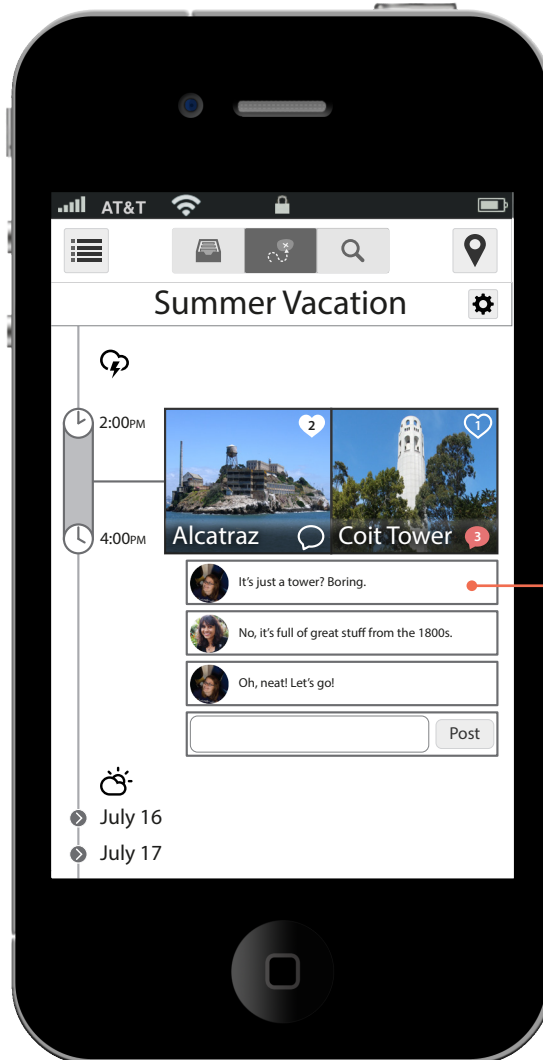 AT&T
Summer Vacation
2:00PM
2
1
4:00PM
Alcatraz
Coit Tower
3
It's just a tower? Boring.
No, it's full of great stuff from the 1800s.
Oh, neat! Let's go!
Post
July 16
July 17